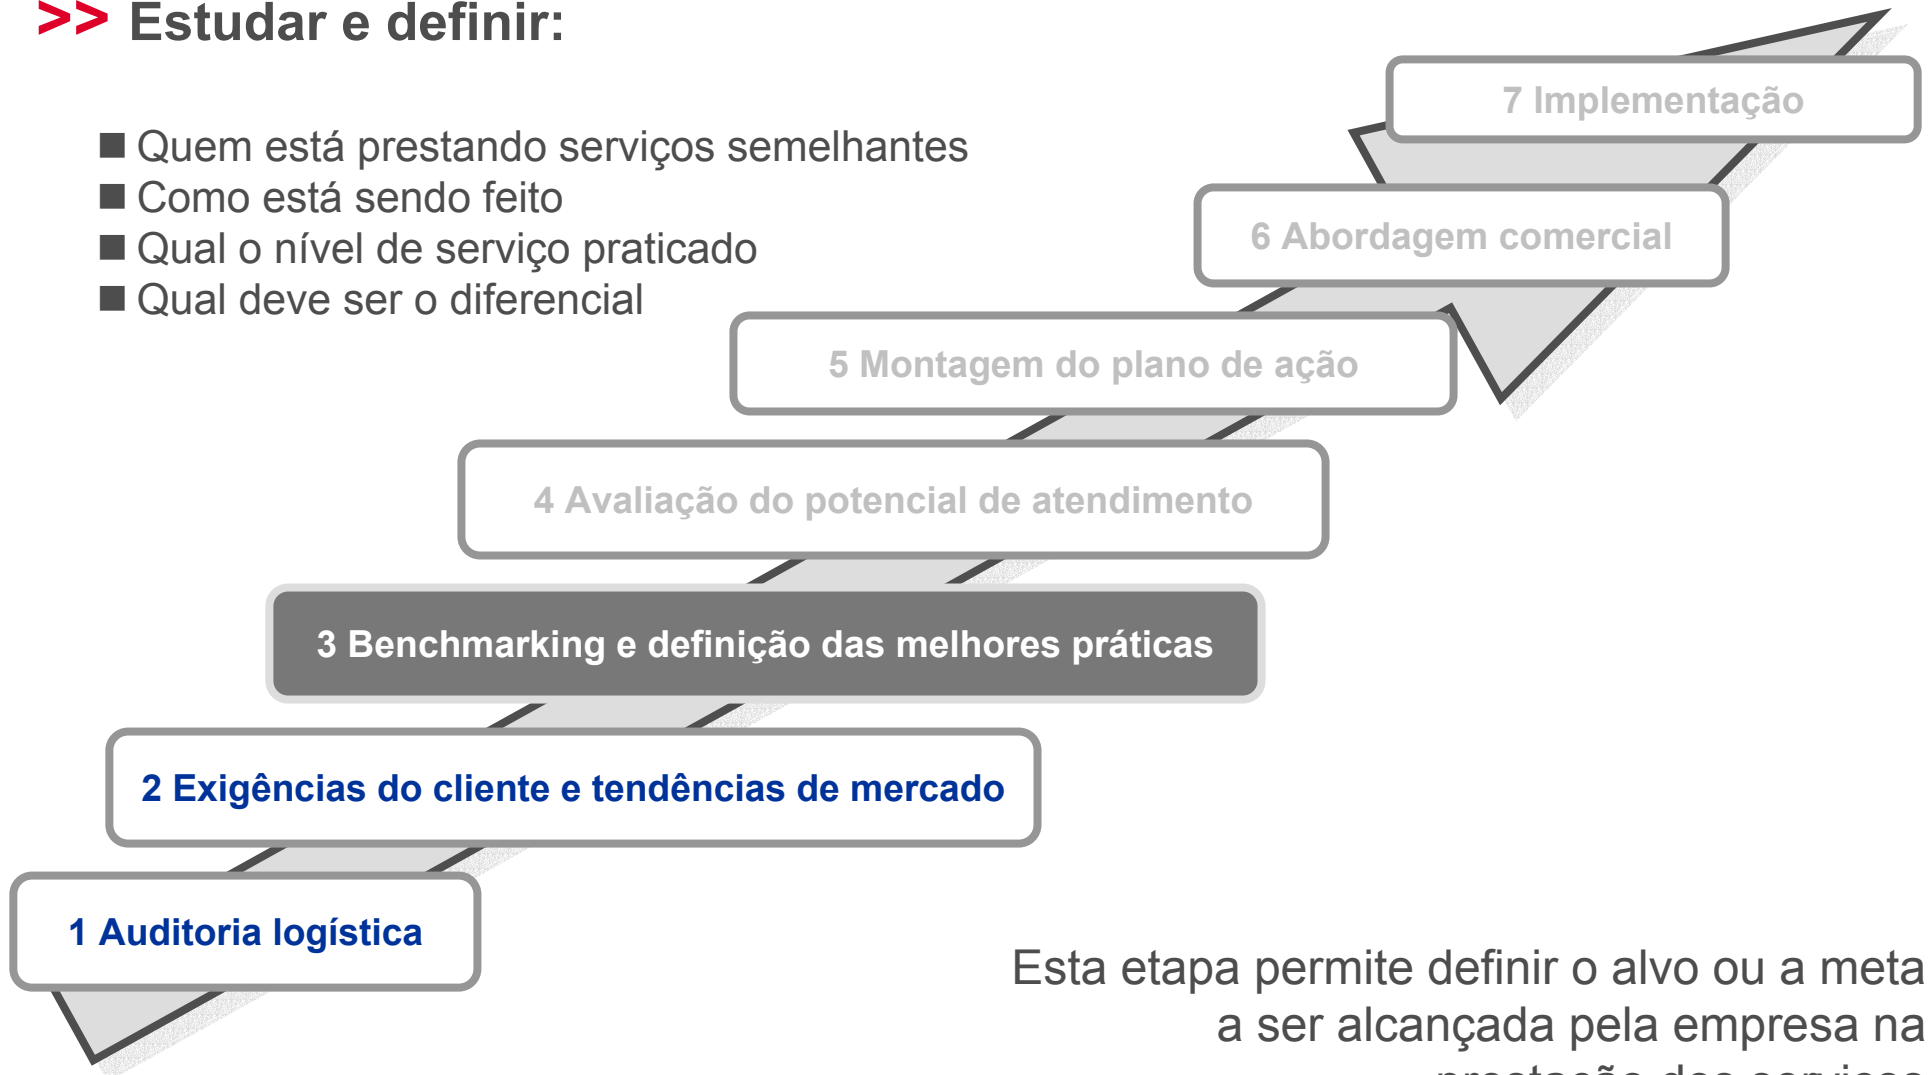 >> Estudar e definir:
■ Quem está prestando serviços semelhantes
■ Como está sendo feito
■ Qual o nível de serviço praticado
■ Qual deve ser o diferencial
7 Implementação
6 Abordagem comercial
5 Montagem do plano de ação
4 Avaliação do potencial de atendimento
3 Benchmarking e definição das melhores práticas
2 Exigências do cliente e tendências de mercado
1 Auditoria logística
Esta etapa permite definir o alvo ou a meta
a ser alcançada pela empresa na
prestação dos serviços